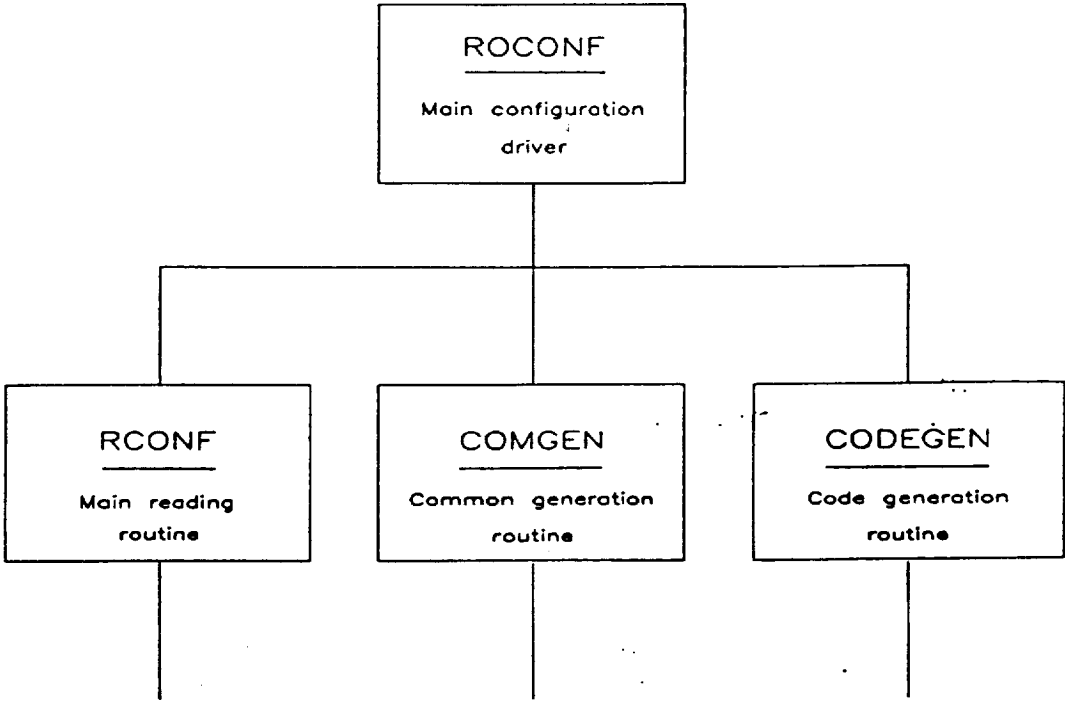 ROCONF
Main configuration
driver
RCONF
Main reading
routine
COMGEN
Common generation
routine
CODEGEN
Code generation
routine